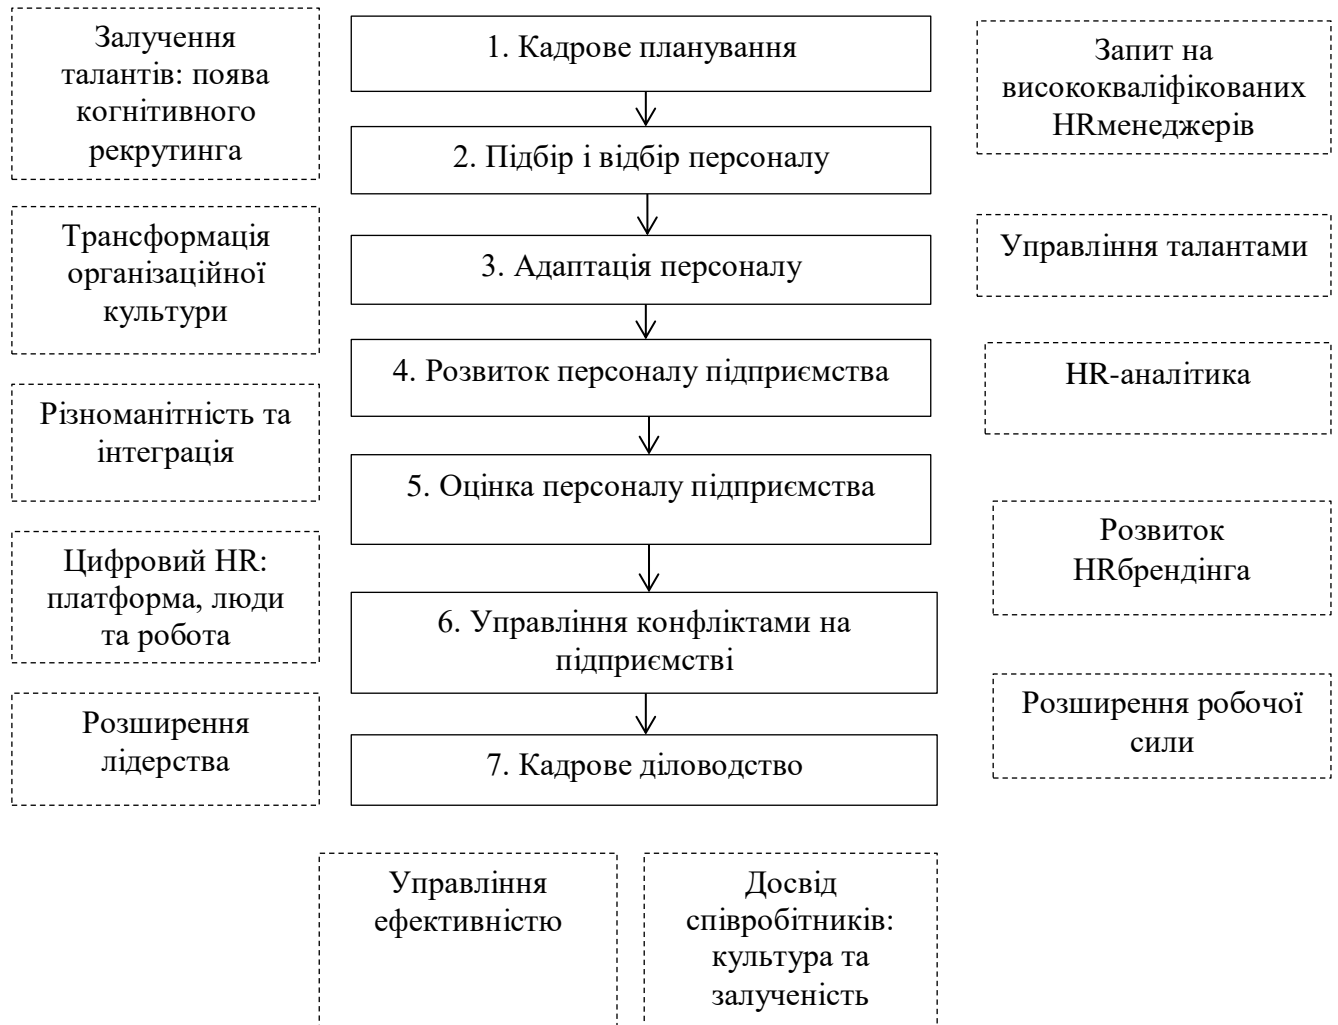 Залучення
талантів: поява
когнітивного
рекрутинга
Трансформація
організаційної
культури
Різноманітність та
інтеграція
Цифровий HR:
платформа, люди
та робота
Розширення
лідерства
1. Кадрове планування
2. Підбір і відбір персоналу
3. Адаптація персоналу
4. Розвиток персоналу підприємства
5. Оцінка персоналу підприємства
6. Управління конфліктами на
підприємстві
7. Кадрове діловодство
Запит на
висококваліфікованих
HRменеджерів
Управління талантами
HR-аналітика
Розвиток
HRбрендінга
Розширення робочої
сили
Управління
ефективністю
Досвід
співробітників:
культура та
залученість